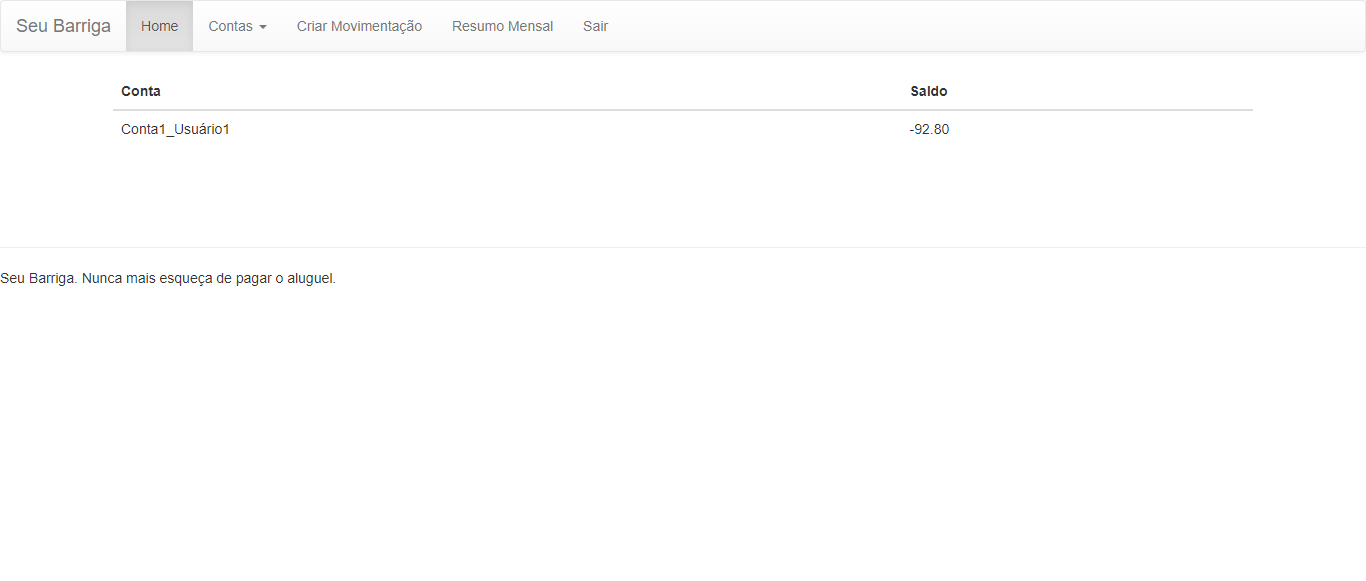 Seu Barriga Home Contas Criar Movimentação Resumo Mensal Sair
Conta Saldo
Conta1_Usuário1 -92.80
Seu Barriga. Nunca mais esqueça de pagar o aluguel.